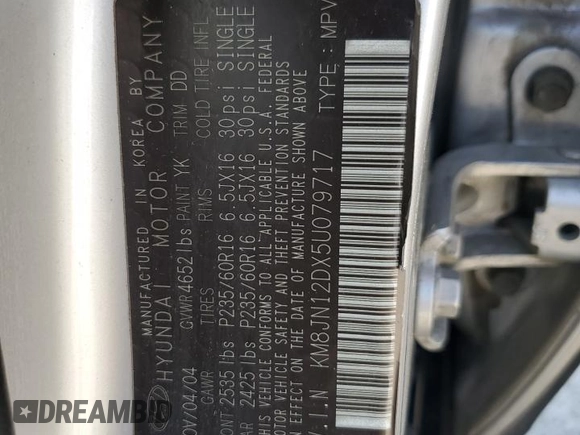 MANUFACTURED IN KOREA BY
HYUNDAI MOTOR COMPANY
OV/04/04 GVWR 4652 lbs PAINT YK TRIM DD
GAWR TIRES RIMS COLD TIRE INFL
ONT 2535 lbs P235/60R16 6.5JX16 30psi SINGLE
AR 2425 lbs P235/60R16 6.5JX16 30psi SINGLE
VEHICLE CONFORMS TO ALL APPLICABLE U.S.A. FEDERAL
MOTOR VEHICLE SAFETY AND THEFT PREVENTION STANDARDS
IN EFFECT ON THE DATE OF MANUFACTURE SHOWN ABOVE
V.I.N KM8JN12DX5U079717 TYPE : MPV
DREAMBID